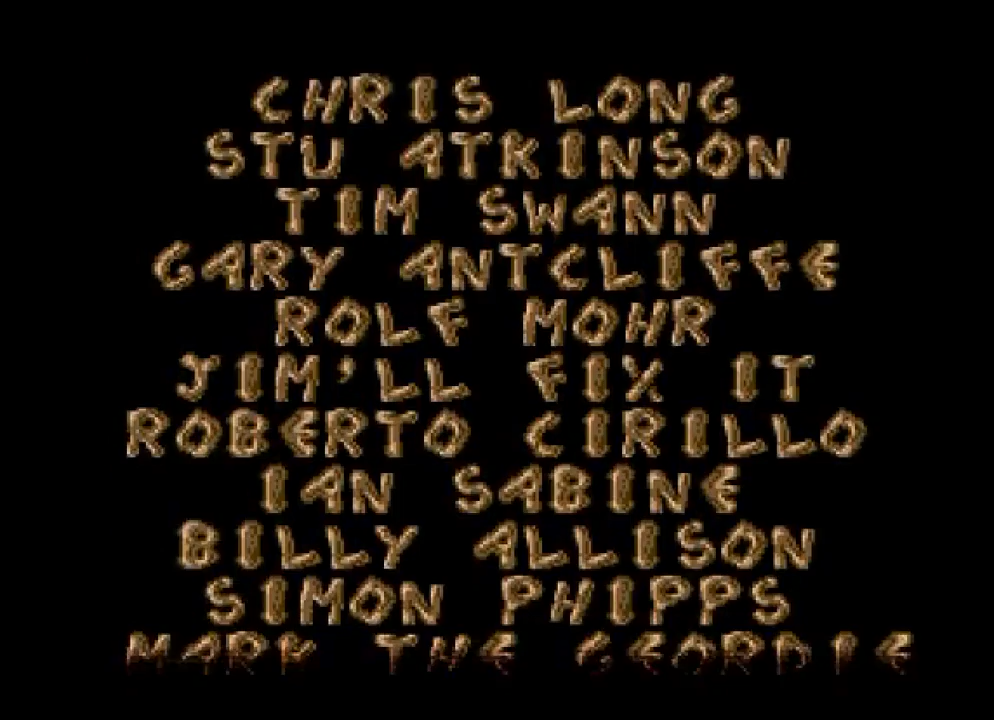 CHRIS LONG
STU ATKINSON
TIM SWANN
GARY ANTCLIFFE
ROLF MOHR
JIM'LL FIX IT
ROBERTO CIRILLO
IAN SABINE
BILLY ALLISON
SIMON PHIPPS
MARK THE GEORDIE